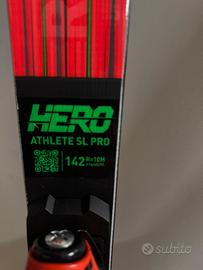 HERO
ATHLETE SL PRO
142 R=10M
subito